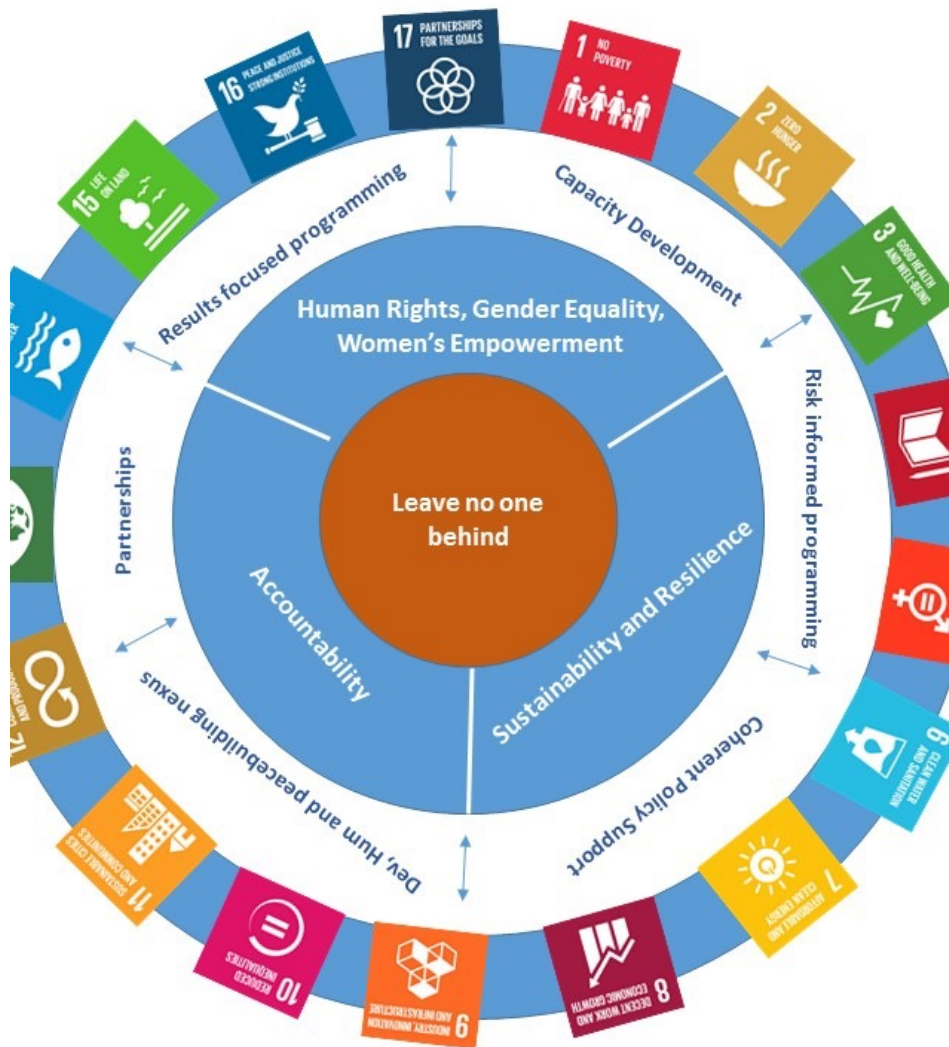 17 PARTNERSHIPS
FOR THE GOALS
1 NO
POVERTY
2 ZERO
HUNGER
3 GOOD HEALTH
AND WELL-BEING
6 CLEAN WATER
AND SANITATION
7 AFFORDABLE AND
CLEAN ENERGY
8 DECENT WORK AND
ECONOMIC GROWTH
9 INDUSTRY, INNOVATION
AND INFRASTRUCTURE
10 REDUCED
INEQUALITIES
11 SUSTAINABLE CITIES
AND COMMUNITIES
12
AND
15 LIFE
ON LAND
16 PEACE AND JUSTICE
STRONG INSTITUTIONS
Capacity Development
Risk informed programming
Coherent Policy Support
Dev, Hum and peacebuilding nexus
Partnerships
Results focused programming
Human Rights, Gender Equality,
Women's Empowerment
Sustainability and Resilience
Accountability
Leave no one
behind